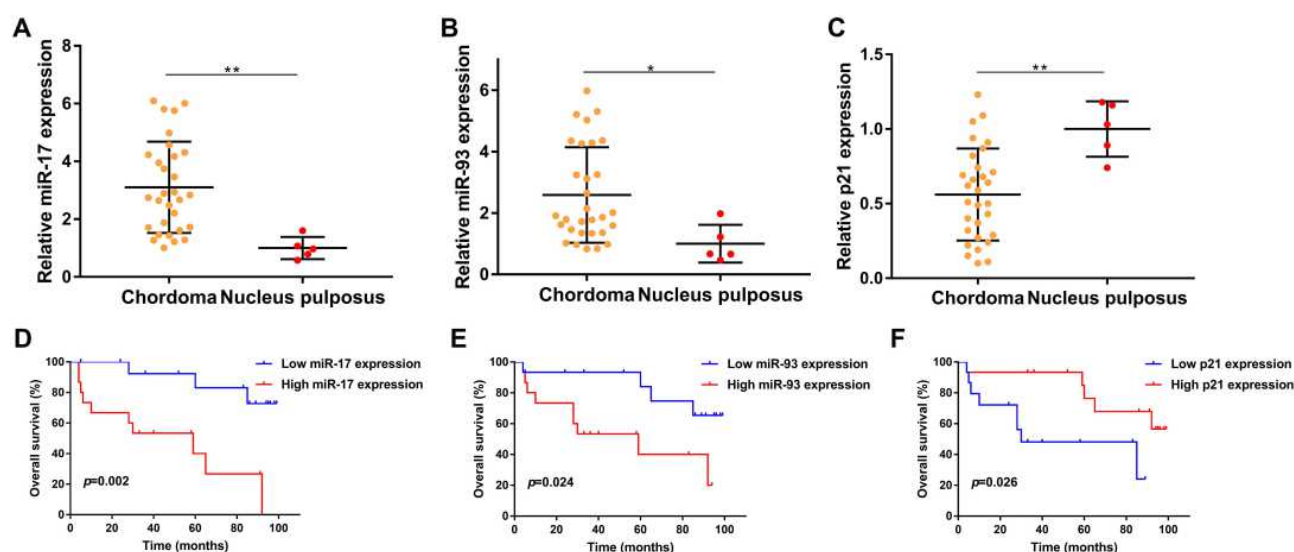 A
Relative miR-17 expression
8
6
4
2
0
**
Chordoma Nucleus pulposus
B
Relative miR-93 expression
6
4
2
0
*
Chordoma Nucleus pulposus
C
Relative p21 expression
1.5
1.0
0.5
0.0
**
Chordoma Nucleus pulposus
D
Overall survival (%)
100
80
60
40
20
0
Low miR-17 expression
High miR-17 expression
p=0.002
0 20 40 60 80 100
Time (months)
E
Overall survival (%)
100
80
60
40
20
0
Low miR-93 expression
High miR-93 expression
p=0.024
0 20 40 60 80 100
Time (months)
F
Overall survival (%)
100
80
60
40
20
0
Low p21 expression
High p21 expression
p=0.026
0 20 40 60 80 100
Time (months)